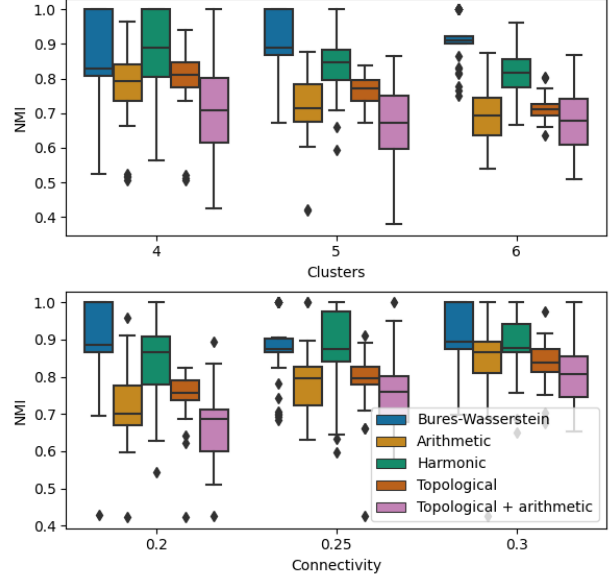 1.0
0.9
0.8
0.7
0.6
0.5
0.4
NMI
4
5
6
Clusters
1.0
0.9
0.8
0.7
0.6
0.5
0.4
NMI
Bures-Wasserstein
Arithmetic
Harmonic
Topological
Topological + arithmetic
0.2
0.25
0.3
Connectivity